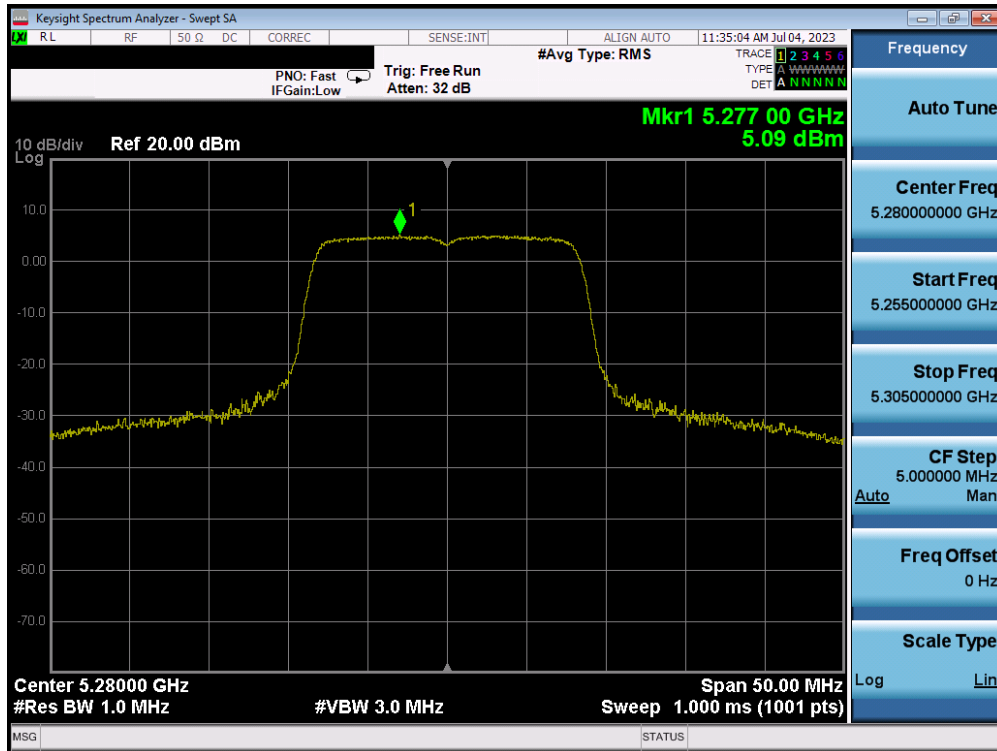 Keysight Spectrum Analyzer - Swept SA
LXI RL RF 50 Ω DC CORREC SENSE:INT ALIGN AUTO 11:35:04 AM Jul 04, 2023
PNO: Fast
IFGain:Low
Trig: Free Run
Atten: 32 dB
#Avg Type: RMS
TRACE 1 2 3 4 5 6
TYPE A WWWWW
DET A N N N N N
Mkr1 5.277 00 GHz
5.09 dBm
10 dB/div Ref 20.00 dBm
Log
1
10.0
0.00
-10.0
-20.0
-30.0
-40.0
-50.0
-60.0
-70.0
Center 5.28000 GHz Span 50.00 MHz
#Res BW 1.0 MHz #VBW 3.0 MHz Sweep 1.000 ms (1001 pts)
MSG STATUS
Frequency
Auto Tune
Center Freq
5.280000000 GHz
Start Freq
5.255000000 GHz
Stop Freq
5.305000000 GHz
CF Step
5.000000 MHz
Auto Man
Freq Offset
0 Hz
Scale Type
Log Lin